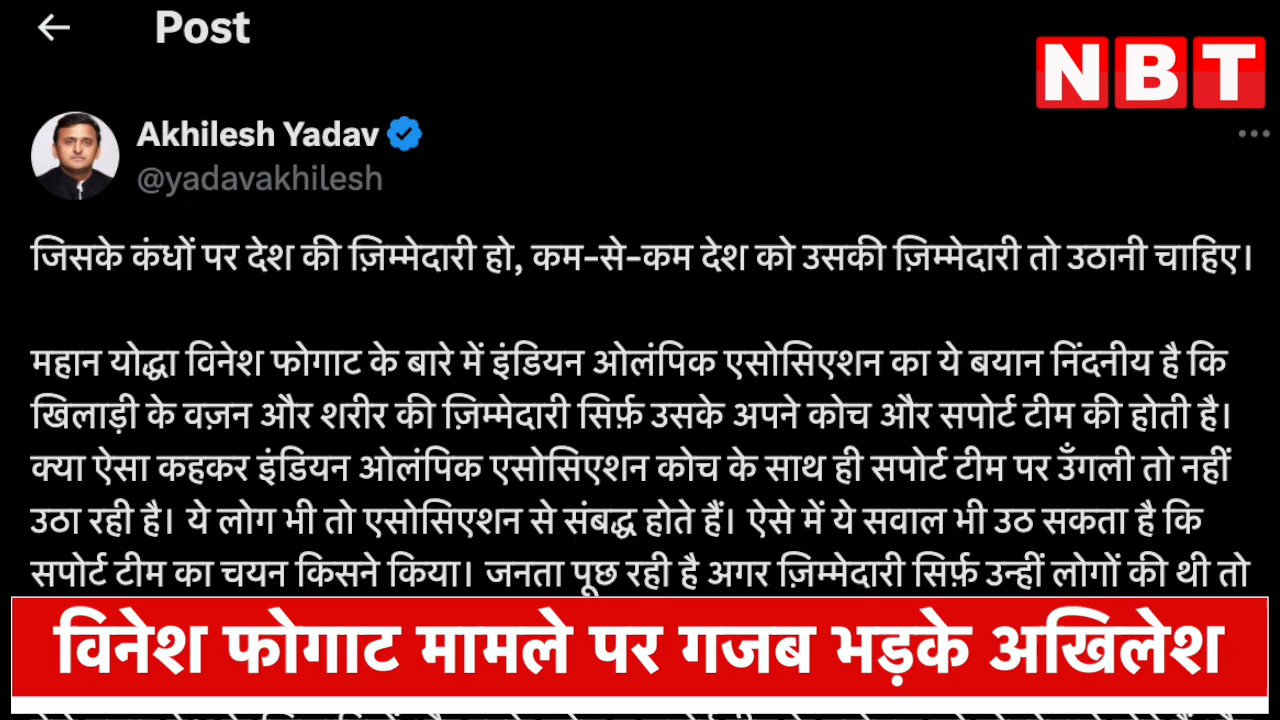 Post
NBT
Akhilesh Yadav
@yadavakhilesh
जिसके कंधों पर देश की ज़िम्मेदारी हो, कम-से-कम देश को उसकी ज़िम्मेदारी तो उठानी चाहिए।
महान योद्धा विनेश फोगाट के बारे में इंडियन ओलंपिक एसोसिएशन का ये बयान निंदनीय है कि
खिलाड़ी के वज़न और शरीर की ज़िम्मेदारी सिर्फ़ उसके अपने कोच और सपोर्ट टीम की होती है।
क्या ऐसा कहकर इंडियन ओलंपिक एसोसिएशन कोच के साथ ही सपोर्ट टीम पर उँगली तो नहीं
उठा रही है। ये लोग भी तो एसोसिएशन से संबद्ध होते हैं। ऐसे में ये सवाल भी उठ सकता है कि
सपोर्ट टीम का चयन किसने किया। जनता पूछ रही है अगर ज़िम्मेदारी सिर्फ़ उन्हीं लोगों की थी तो
विनेश फोगाट मामले पर गजब भड़के अखिलेश